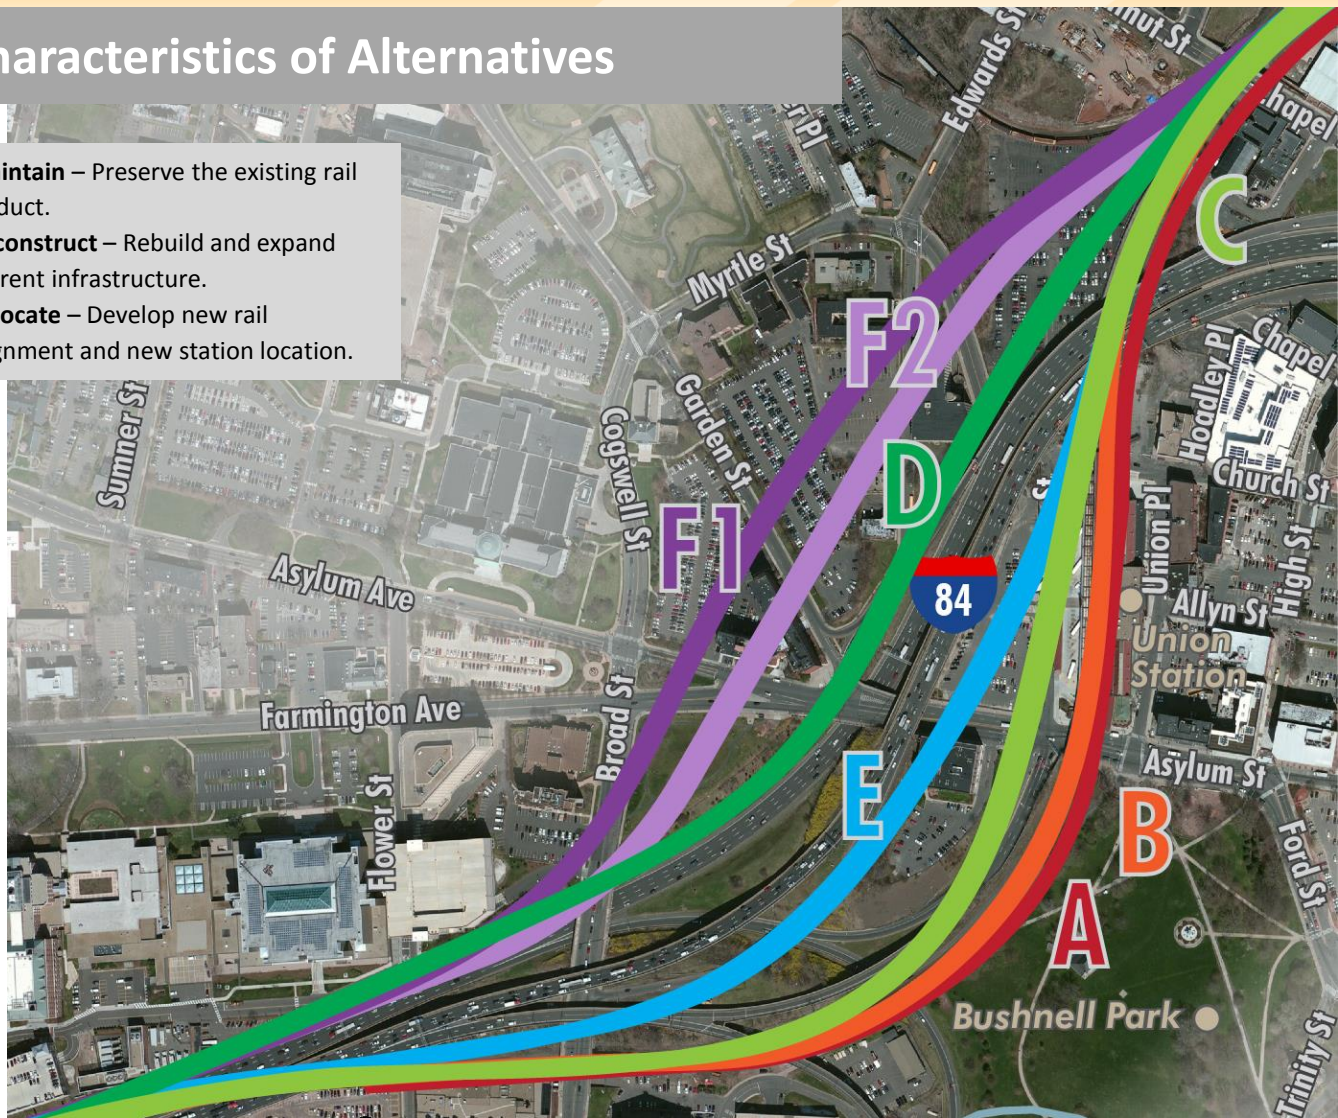 haracteristics of Alternatives
intain – Preserve the existing rail
duct.
construct – Rebuild and expand
rent infrastructure.
ocate – Develop new rail
gnment and new station location.
Edwards St
nut St
er Pl
Chapel
C
Myrtle St
F2
Hoadley Pl
Chapel
Sumner St
Cogswell St
Garden St
D
Church St
St
F1
Union Pl
High St
Asylum Ave
84
Allyn St
Union
Station
Farmington Ave
Broad St
Asylum St
E
B
Flower St
Ford St
A
Bushnell Park
Trinity St